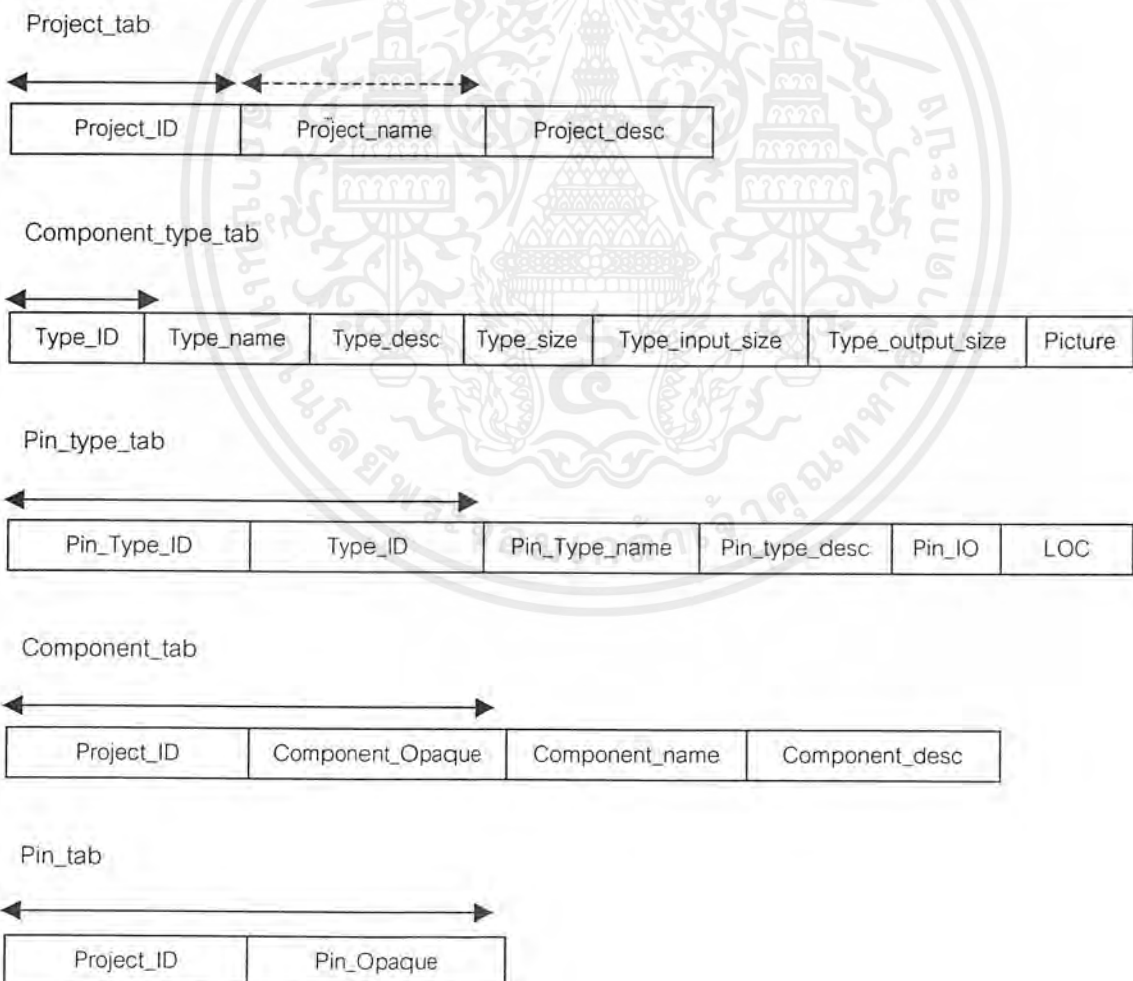 Project_tab
Project_ID Project_name Project_desc
Component_type_tab
Type_ID Type_name Type_desc Type_size Type_input_size Type_output_size Picture
Pin_type_tab
Pin_Type_ID Type_ID Pin_Type_name Pin_type_desc Pin_IO LOC
Component_tab
Project_ID Component_Opaque Component_name Component_desc
Pin_tab
Project_ID Pin_Opaque